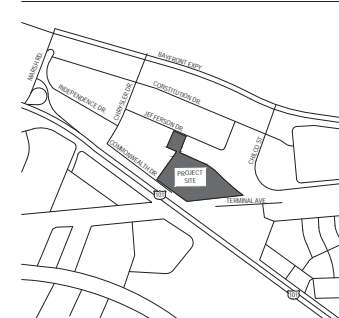 MARSH RD.
BAYFRONT EXPY.
INDEPENDENCE DR
CHRYSLER DR
CONSTITUTION DR
JEFFERSON DR
CHILCO ST.
COMMONWEALTH DR
PROJECT
SITE
101
TERMINAL AVE
101